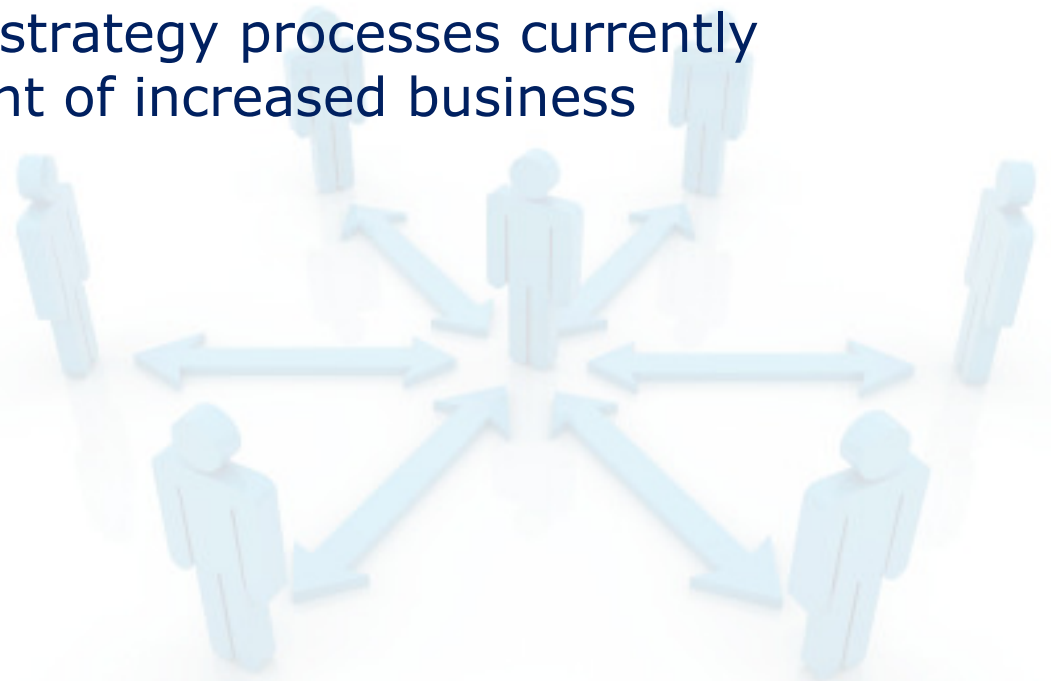 strategy processes currently
nt of increased business